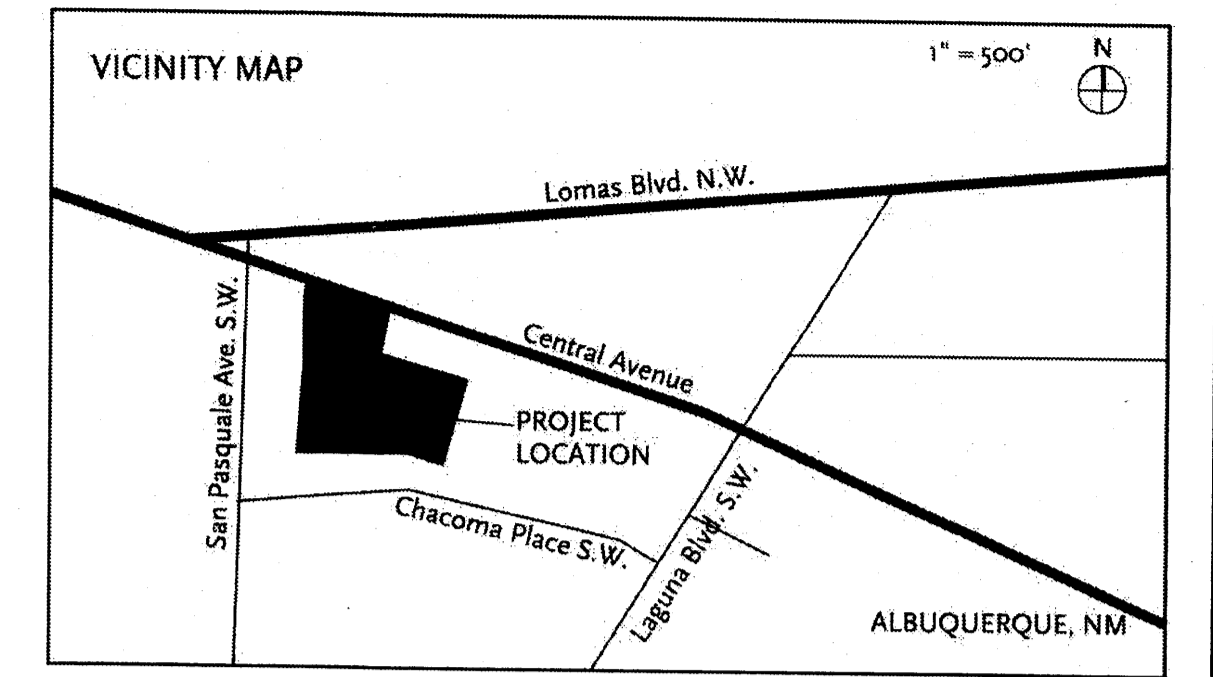 VICINITY MAP
1" = 500'
N
Lomas Blvd. N.W.
San Pasquale Ave. S.W.
Central Avenue
PROJECT
LOCATION
Chacoma Place S.W.
Laguna Blvd. S.W.
ALBUQUERQUE, NM